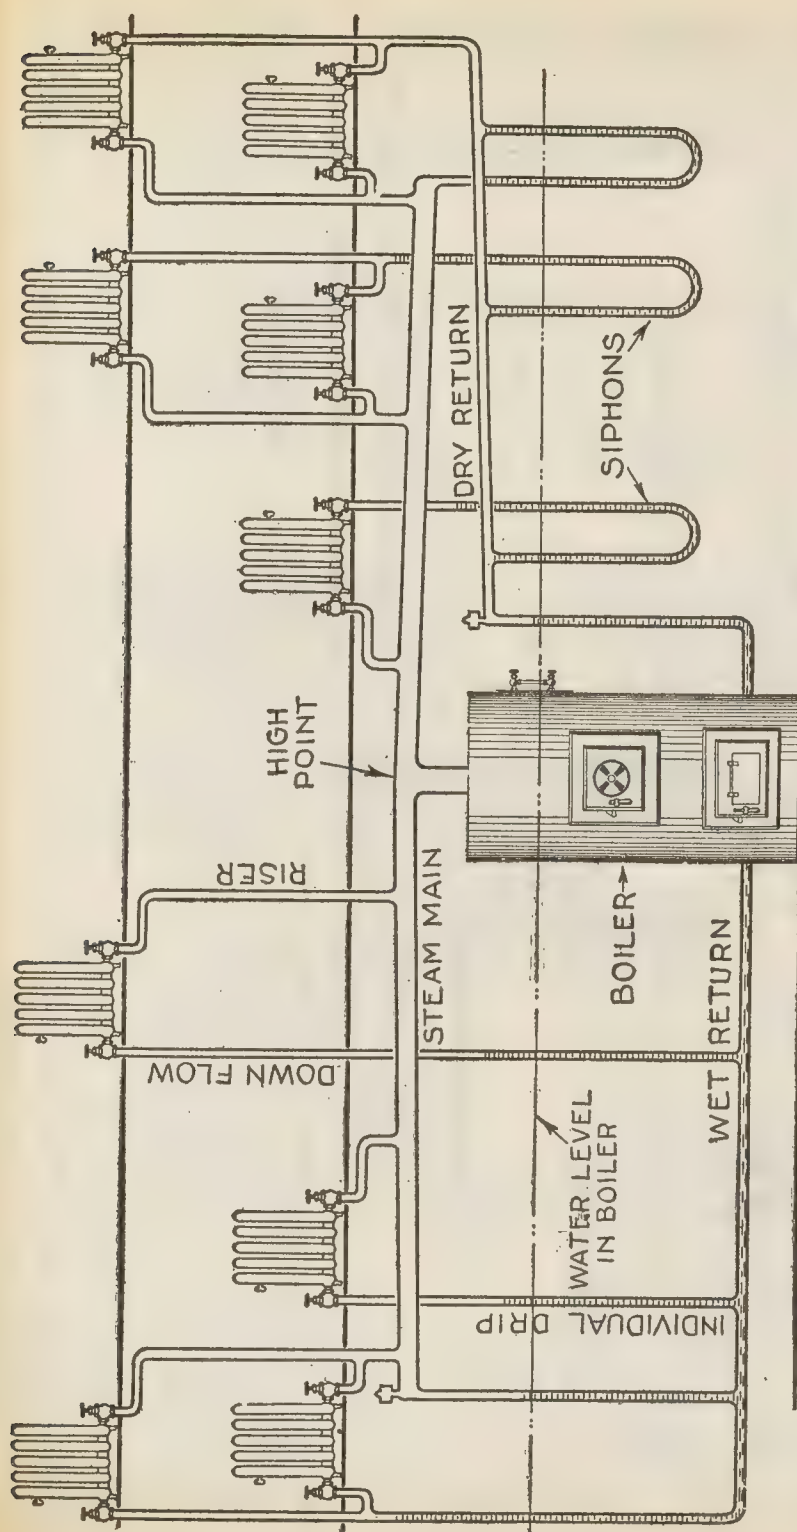 HIGH
POINT
RISER
DOWN FLOW
STEAM MAIN
DRY RETURN
SIPHONS
BOILER
WATER LEVEL
IN BOILER
WET RETURN
INDIVIDUAL DRIP